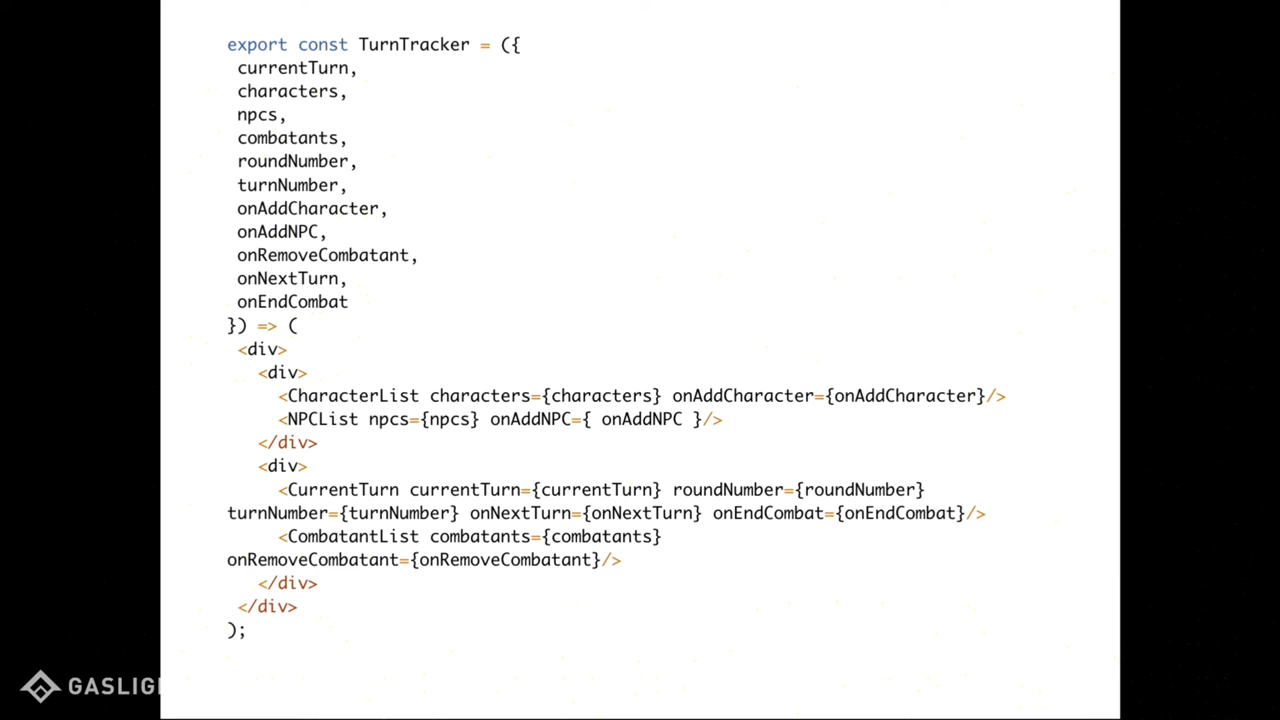 export const TurnTracker = ({
 currentTurn,
 characters,
 npcs,
 combatants,
 roundNumber,
 turnNumber,
 onAddCharacter,
 onAddNPC,
 onRemoveCombatant,
 onNextTurn,
 onEndCombat
}) => (
 <div>
   <div>
     <CharacterList characters={characters} onAddCharacter={onAddCharacter}/>
     <NPCList npcs={npcs} onAddNPC={ onAddNPC }/>
   </div>
   <div>
     <CurrentTurn currentTurn={currentTurn} roundNumber={roundNumber}
turnNumber={turnNumber} onNextTurn={onNextTurn} onEndCombat={onEndCombat}/>
     <CombatantList combatants={combatants}
onRemoveCombatant={onRemoveCombatant}/>
   </div>
 </div>
);
GASLIG